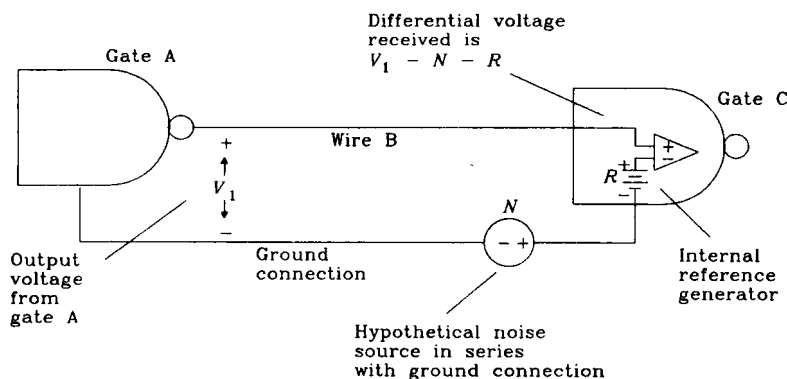 Differential voltage
received is
V₁ − N − R
Gate A
Gate C
+
Wire B
V₁
−
+
−
+
R
−
N
− +
Output
voltage
from
gate A
Ground
connection
Internal
reference
generator
Hypothetical noise
source in series
with ground connection